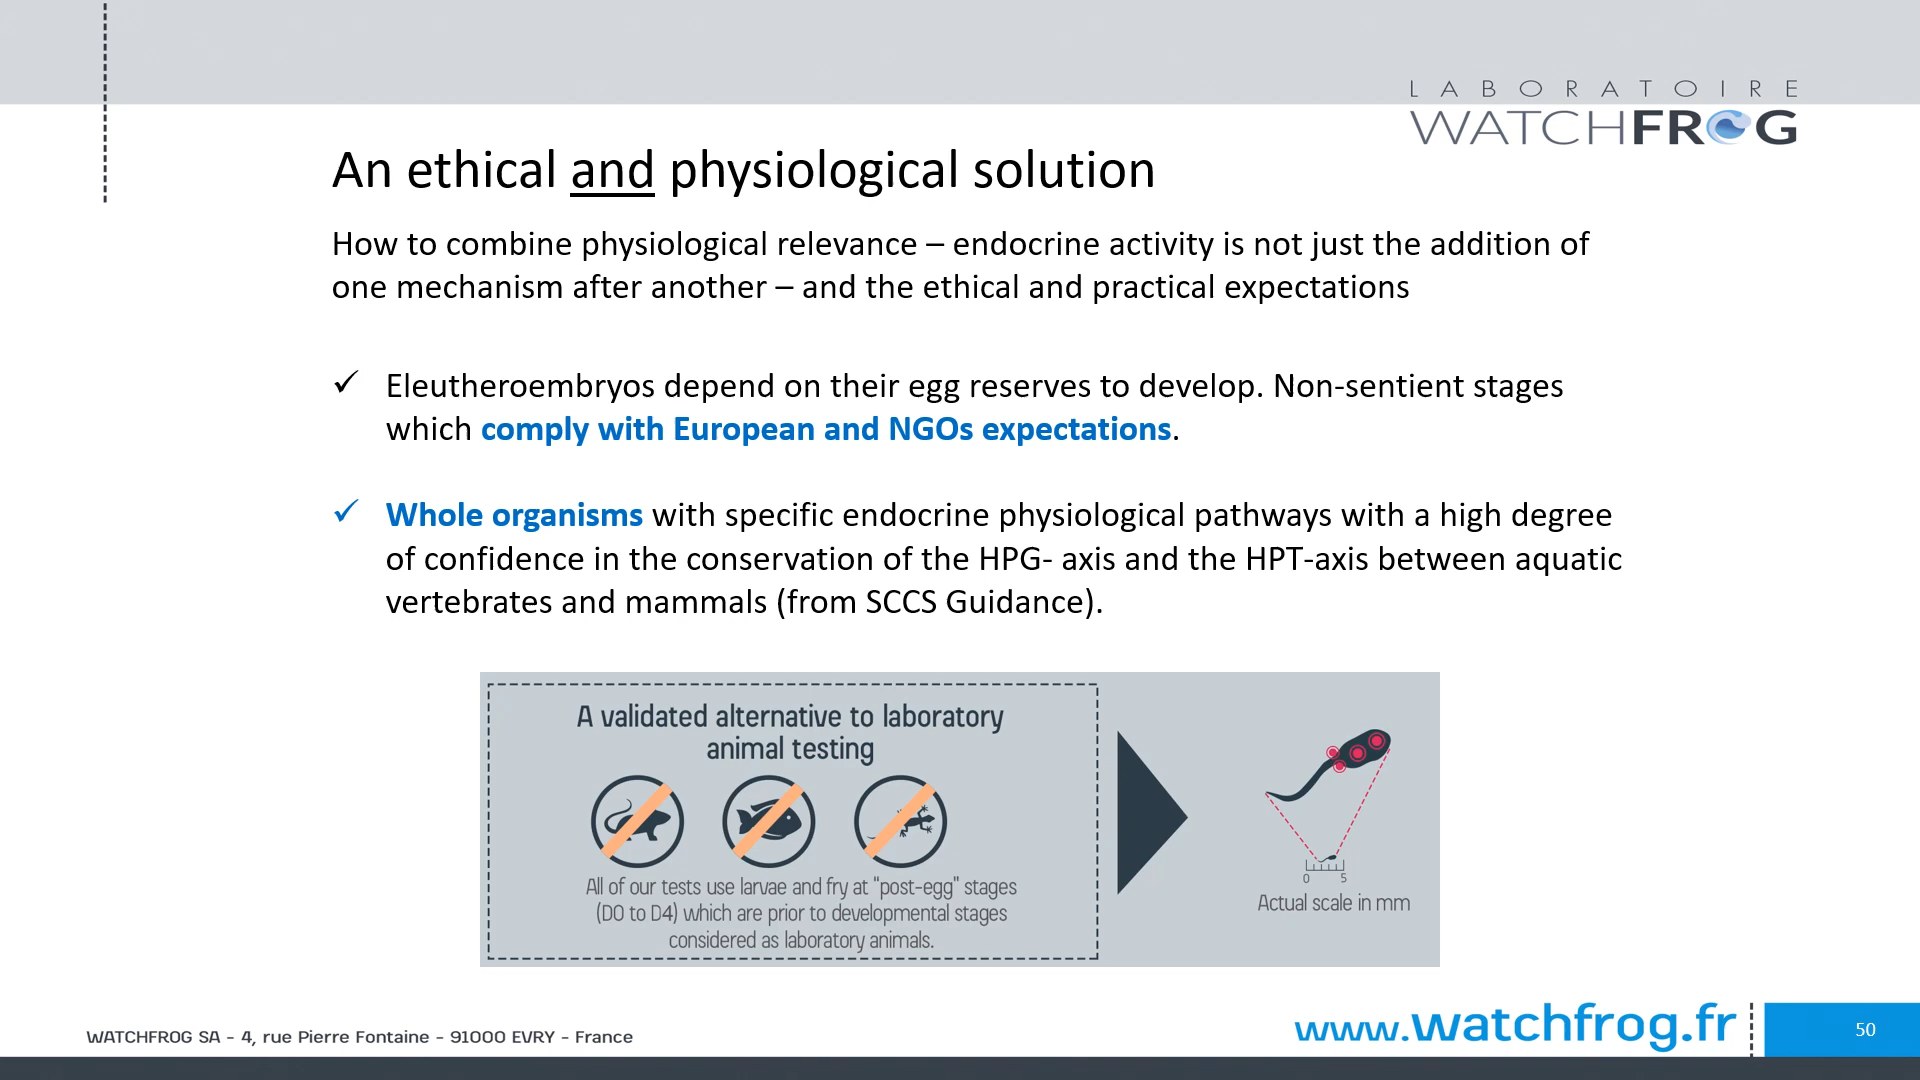 LABORATOIRE
WATCHFROG
An ethical and physiological solution
How to combine physiological relevance – endocrine activity is not just the addition of
one mechanism after another – and the ethical and practical expectations
✓ Eleutheroembryos depend on their egg reserves to develop. Non-sentient stages
which comply with European and NGOs expectations.
✓ Whole organisms with specific endocrine physiological pathways with a high degree
of confidence in the conservation of the HPG- axis and the HPT-axis between aquatic
vertebrates and mammals (from SCCS Guidance).
A validated alternative to laboratory
animal testing
All of our tests use larvae and fry at “post-egg” stages
(D0 to D4) which are prior to developmental stages
considered as laboratory animals.
0 5
Actual scale in mm
WATCHFROG SA - 4, rue Pierre Fontaine - 91000 EVRY - France
www.watchfrog.fr
50